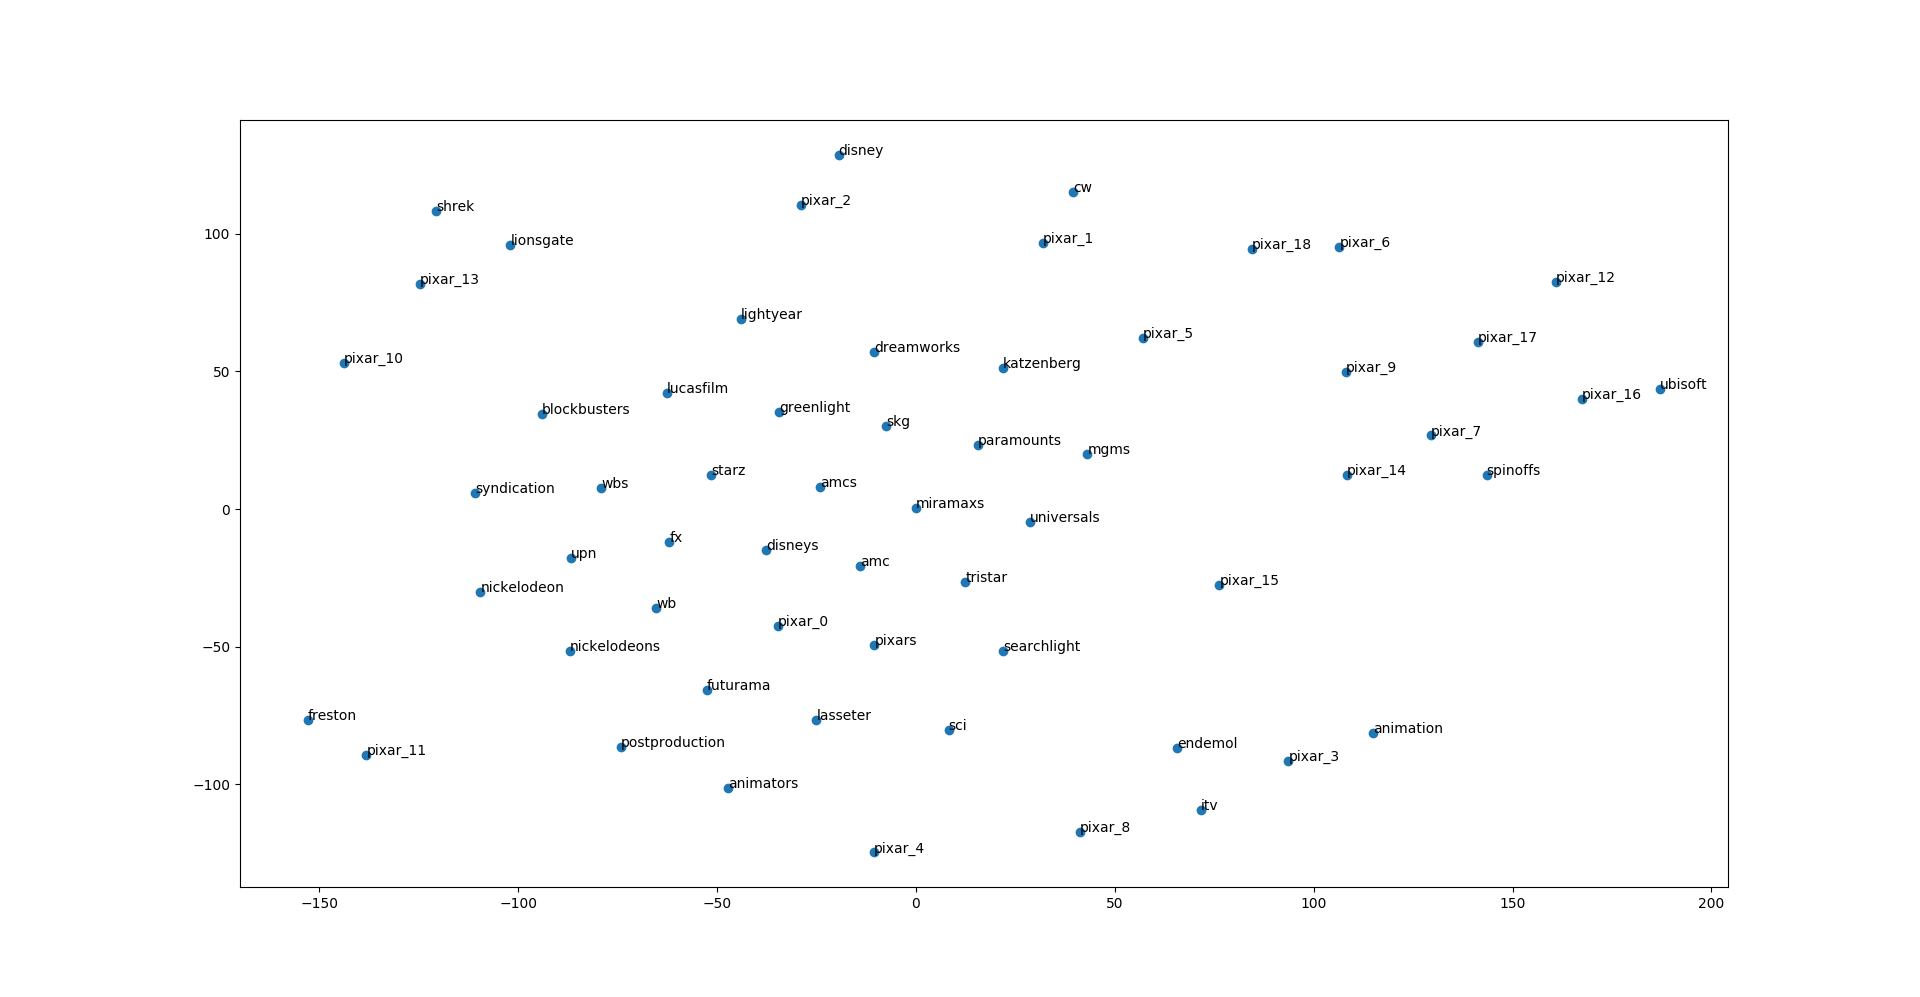 disney
cw
pixar_2
shrek
lionsgate
pixar_1
pixar_18
pixar_6
100
pixar_13
pixar_12
lightyear
pixar_5
pixar_17
dreamworks
pixar_10
katzenberg
pixar_9
50
lucasfilm
ubisoft
pixar_16
blockbusters
greenlight
skg
pixar_7
paramounts
mgms
starz
pixar_14
spinoffs
syndication
wbs
amcs
miramaxs
0
universals
fx
disneys
upn
amc
tristar
pixar_15
nickelodeon
wb
pixar_0
pixars
−50
nickelodeons
searchlight
futurama
freston
lasseter
sci
animation
postproduction
endemol
pixar_11
pixar_3
−100
animators
itv
pixar_8
pixar_4
−150
−100
−50
0
50
100
150
200